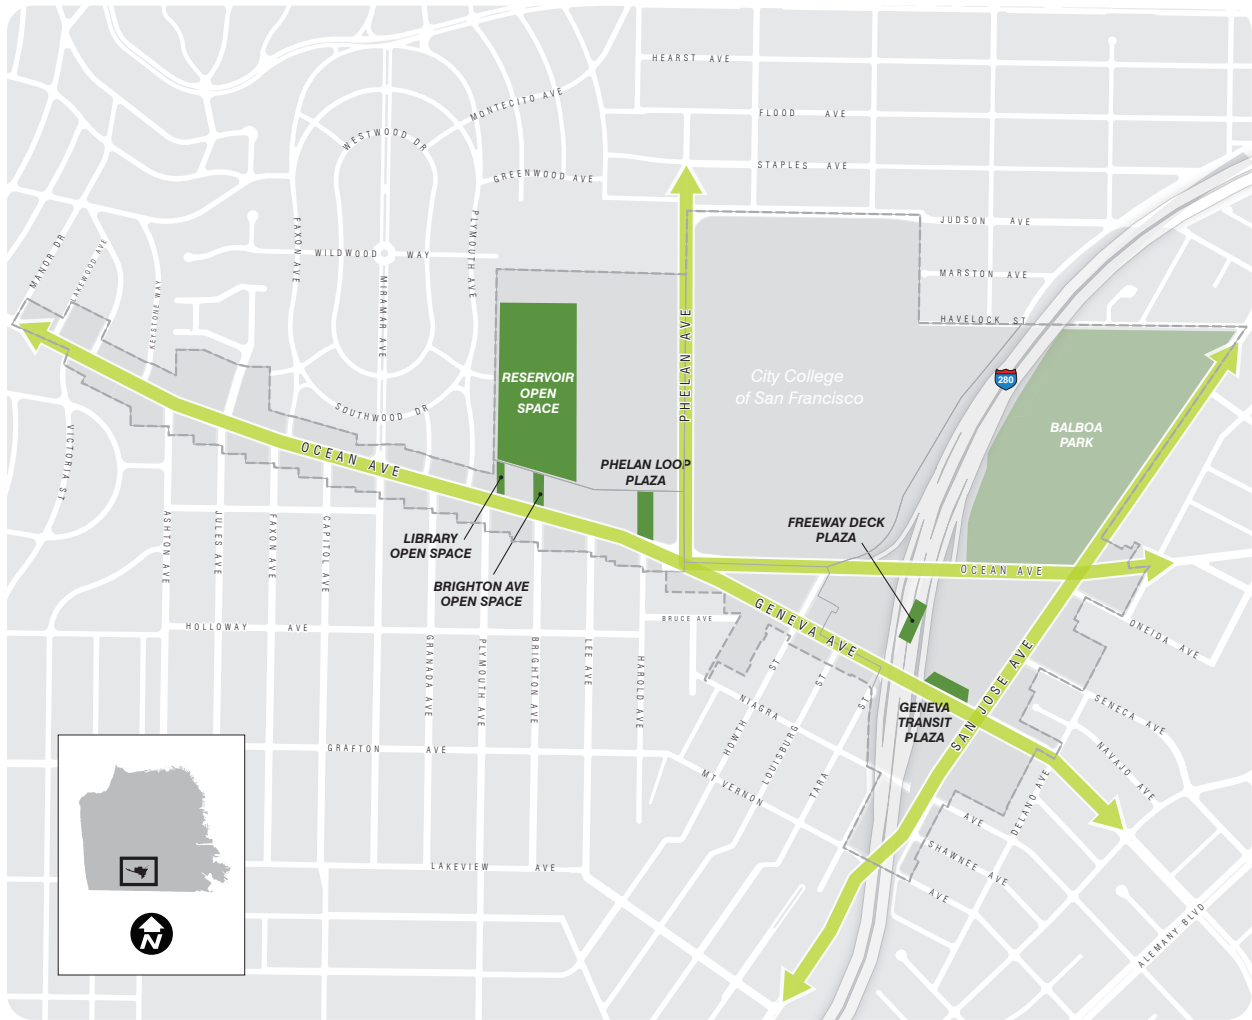 HEARST AVE
MONTECITO AVE
FLOOD AVE
WESTWOOD DR
STAPLES AVE
GREENWOOD AVE
JUDSON AVE
FAXON AVE
PLYMOUTH AVE
MANOR DR
LAKEWOOD AVE
WILDWOOD WAY
MARSTON AVE
KEYSTONE WAY
MIRAMAR AVE
PHELAN AVE
HAVELOCK ST
RESERVOIR
OPEN
SPACE
City College
of San Francisco
280
SOUTHWOOD DR
BALBOA
PARK
VICTORIA ST
OCEAN AVE
PHELAN LOOP
PLAZA
ASHTON AVE
JULES AVE
FAXON AVE
CAPITOL AVE
LIBRARY
OPEN SPACE
FREEWAY DECK
PLAZA
OCEAN AVE
BRIGHTON AVE
OPEN SPACE
GENEVA AVE
BRUCE AVE
HOLLOWAY AVE
ONEIDA AVE
GRANADA AVE
PLYMOUTH AVE
BRIGHTON AVE
LEE AVE
HAROLD AVE
SAN JOSE AVE
NIAGRA
HOWTH ST
LOUISBURG ST
TARA ST
GENEVA
TRANSIT
PLAZA
SENECA AVE
NAVAJO AVE
GRAFTON AVE
MT VERNON
DELANO AVE
AVE
SHAWNEE AVE
AVE
LAKEVIEW AVE
ALEMANY BLVD
N